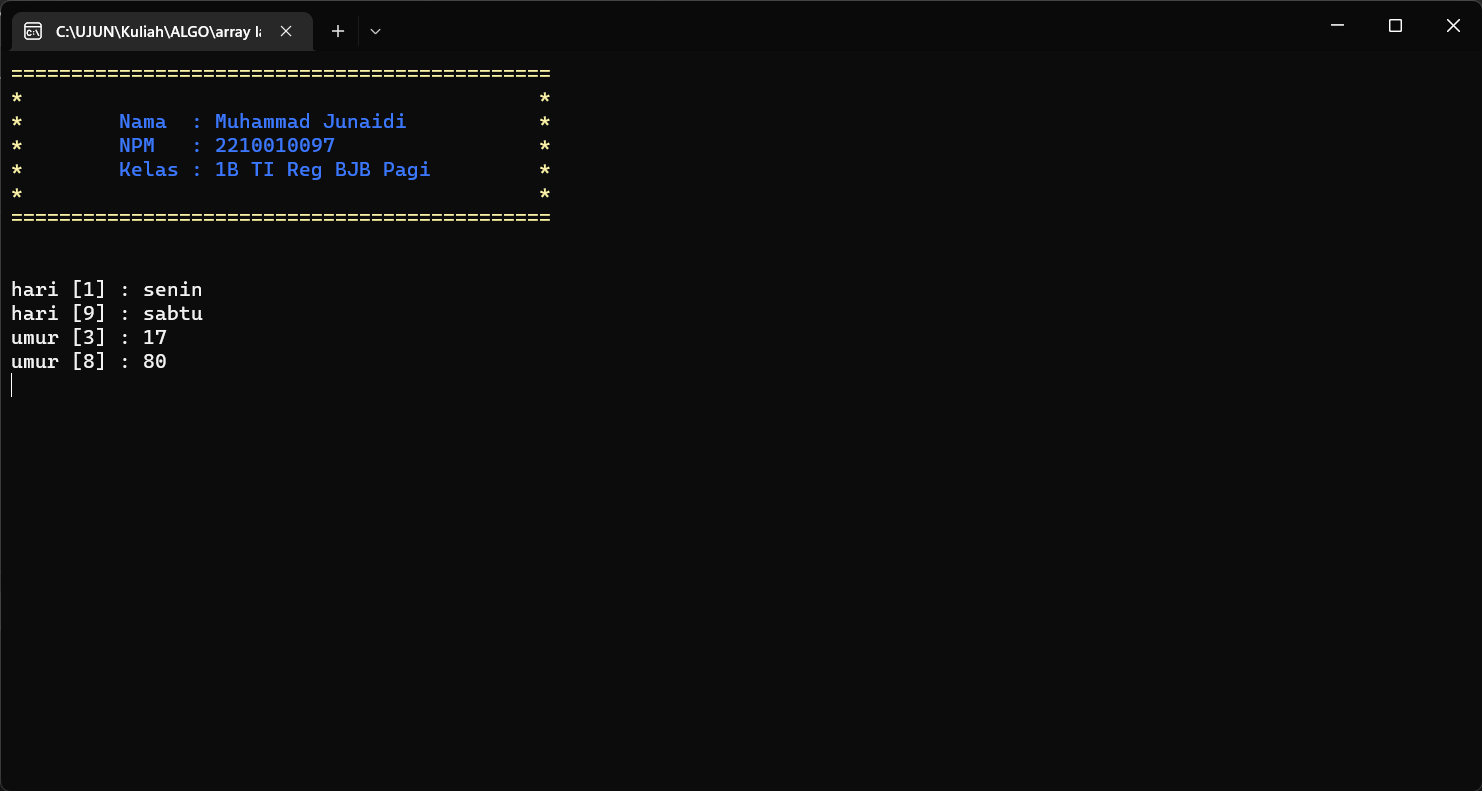 C:\UJUN\Kuliah\ALGO\array la
=============================================
*                                           *
*        Nama  : Muhammad Junaidi           *
*        NPM   : 2210010097                 *
*        Kelas : 1B TI Reg BJB Pagi         *
*                                           *
=============================================
hari [1] : senin
hari [9] : sabtu
umur [3] : 17
umur [8] : 80